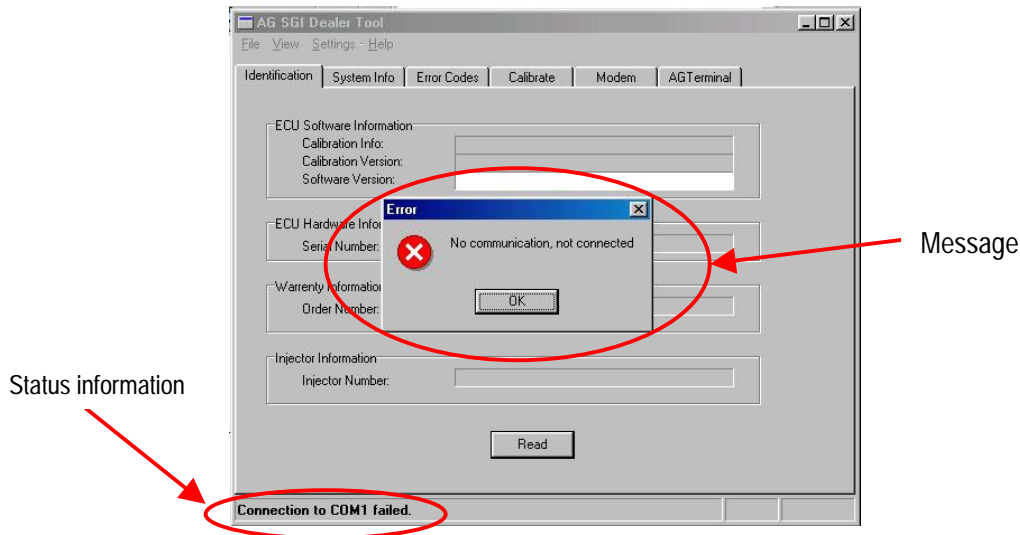 AG SGI Dealer Tool
File View Settings Help
Identification System Info Error Codes Calibrate Modem AGTerminal
ECU Software Information
Calibration Info:
Calibration Version:
Software Version:
Error
No communication, not connected
OK
Message
ECU Hardware Infor
Serial Number:
Warrenty Information
Order Number:
Injector Information
Injector Number:
Status information
Read
Connection to COM1 failed.